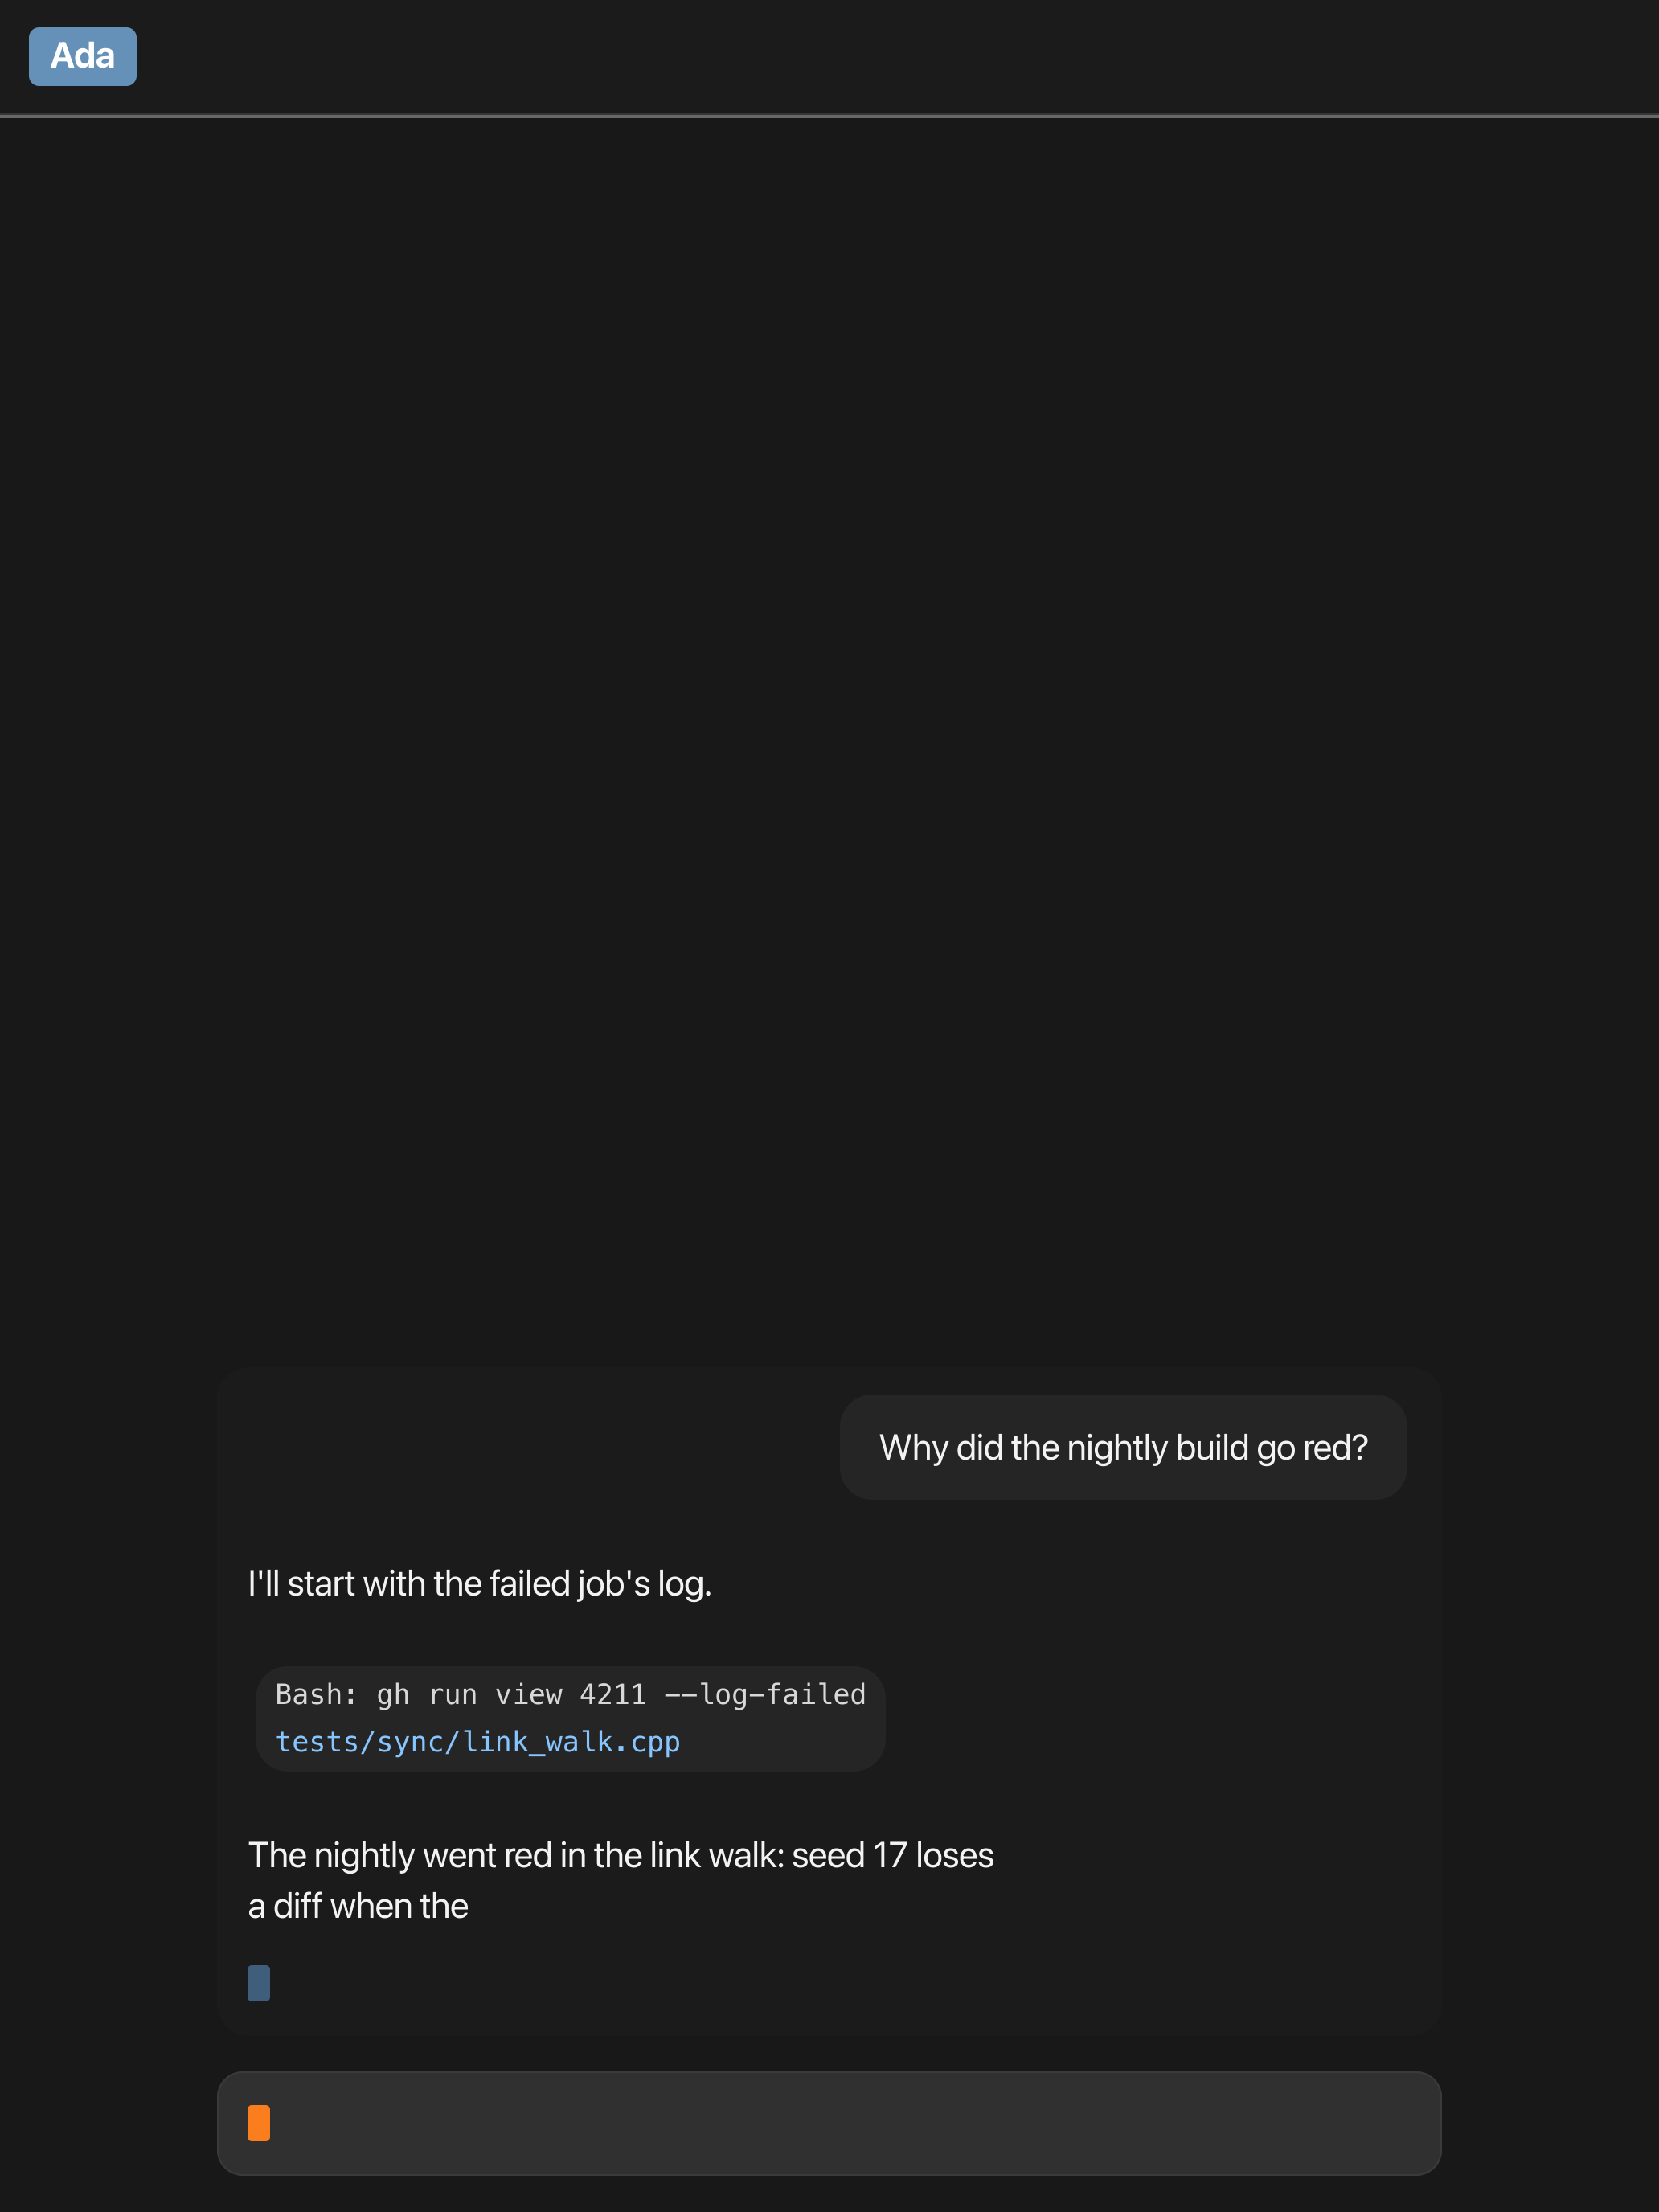 Ada
Why did the nightly build go red?
I'll start with the failed job's log.
Bash: gh run view 4211 --log-failed
tests/sync/link_walk.cpp
The nightly went red in the link walk: seed 17 loses
a diff when the